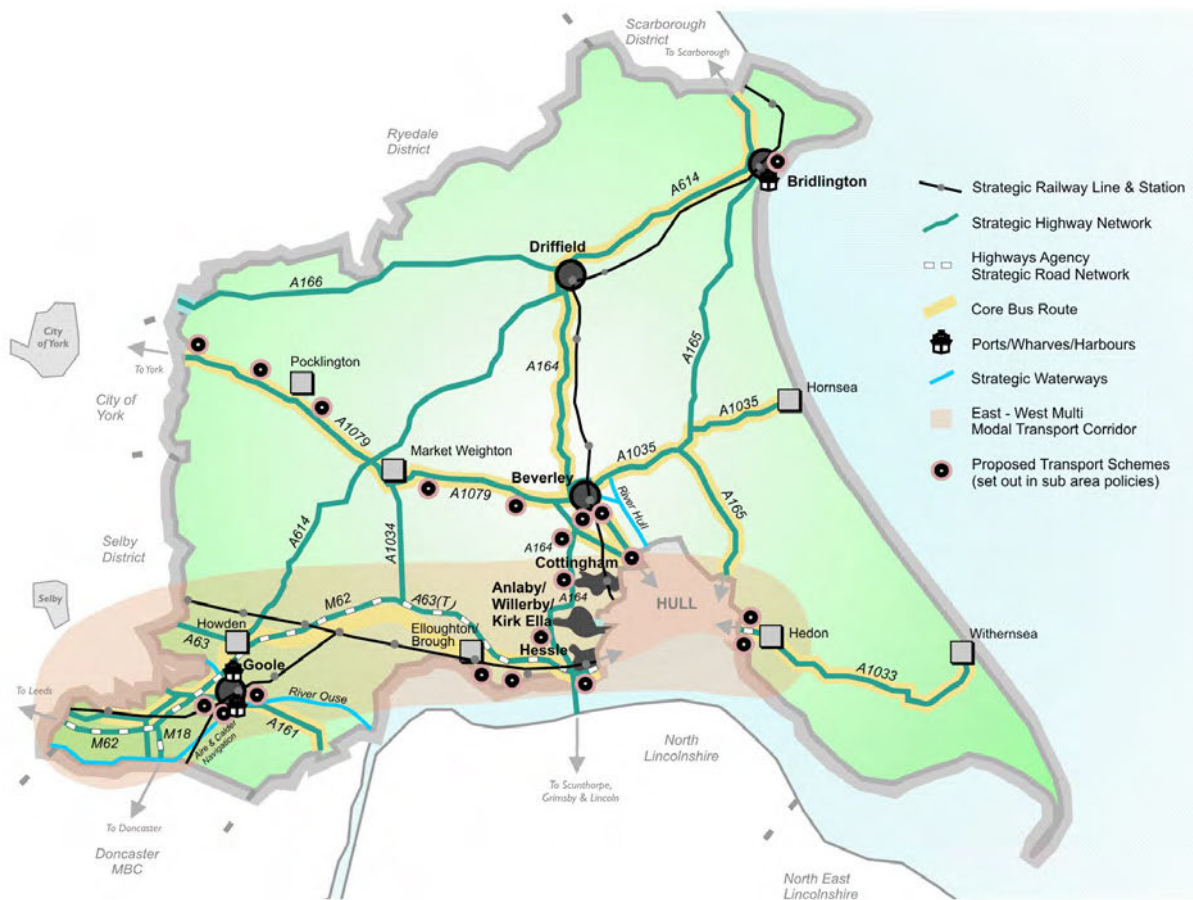 Scarborough
District
To Scarborough
Ryedale
District
A614
Bridlington
Driffield
A166
City
of York
To York
City of
York
Pocklington
A1079
A164
A165
Hornsea
A1035
Market Weighton
A1035
Beverley
A1079
River Hull
A165
A614
A1034
Selby
District
Selby
A164
Cottingham
Anlaby/
Willerby/
Kirk Ella
A164
HULL
M62
A63(T)
Howden
A63
Elloughton/
Brough
Hessle
Hedon
Withernsea
A1033
Goole
River Ouse
To Leeds
M62
M18
Aire & Calder
Navigation
A161
North
Lincolnshire
To Scunthorpe,
Grimsby & Lincoln
To Doncaster
Doncaster
MBC
North East
Lincolnshire
Strategic Railway Line & Station
Strategic Highway Network
Highways Agency
Strategic Road Network
Core Bus Route
Ports/Wharves/Harbours
Strategic Waterways
East - West Multi
Modal Transport Corridor
Proposed Transport Schemes
(set out in sub area policies)